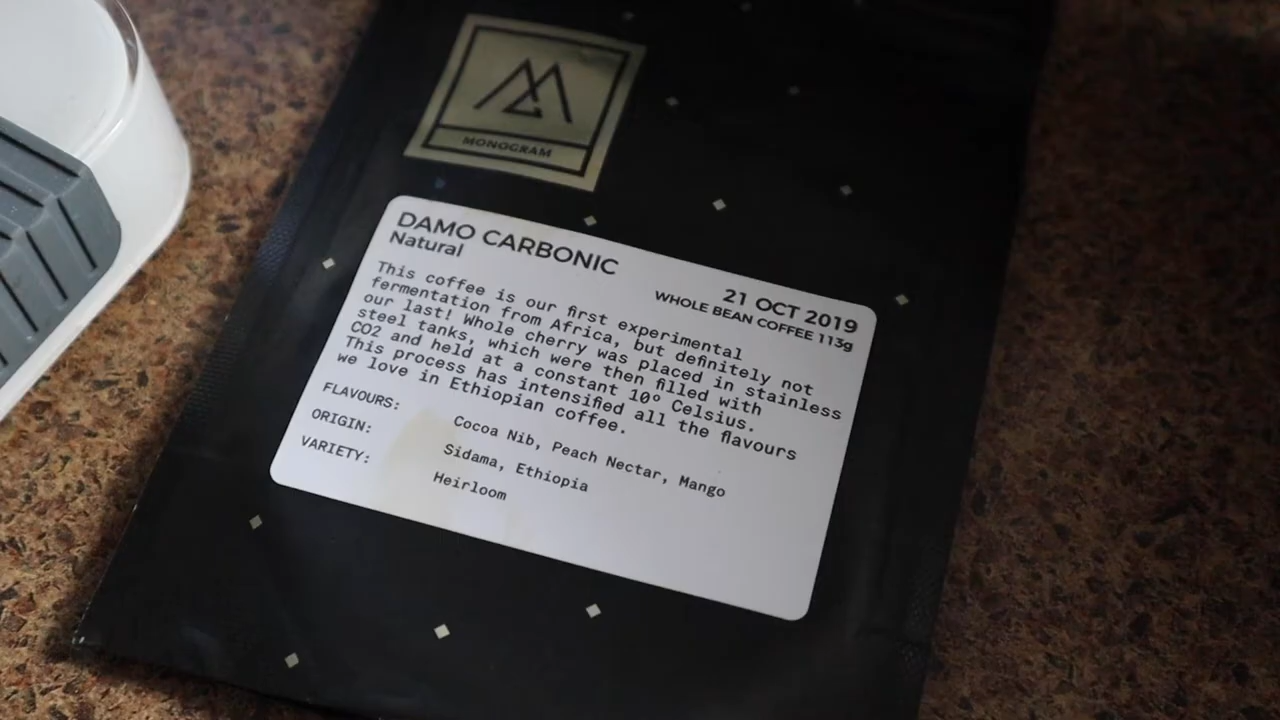 MONOGRAM
DAMO CARBONIC
Natural
21 OCT 2019
WHOLE BEAN COFFEE 113g
This coffee is our first experimental
fermentation from Africa, but definitely not
our last! Whole cherry was placed in stainless
steel tanks, which were then filled with
CO2 and held at a constant 10º Celsius.
This process has intensified all the flavours
we love in Ethiopian coffee.
FLAVOURS: Cocoa Nib, Peach Nectar, Mango
ORIGIN: Sidama, Ethiopia
VARIETY: Heirloom